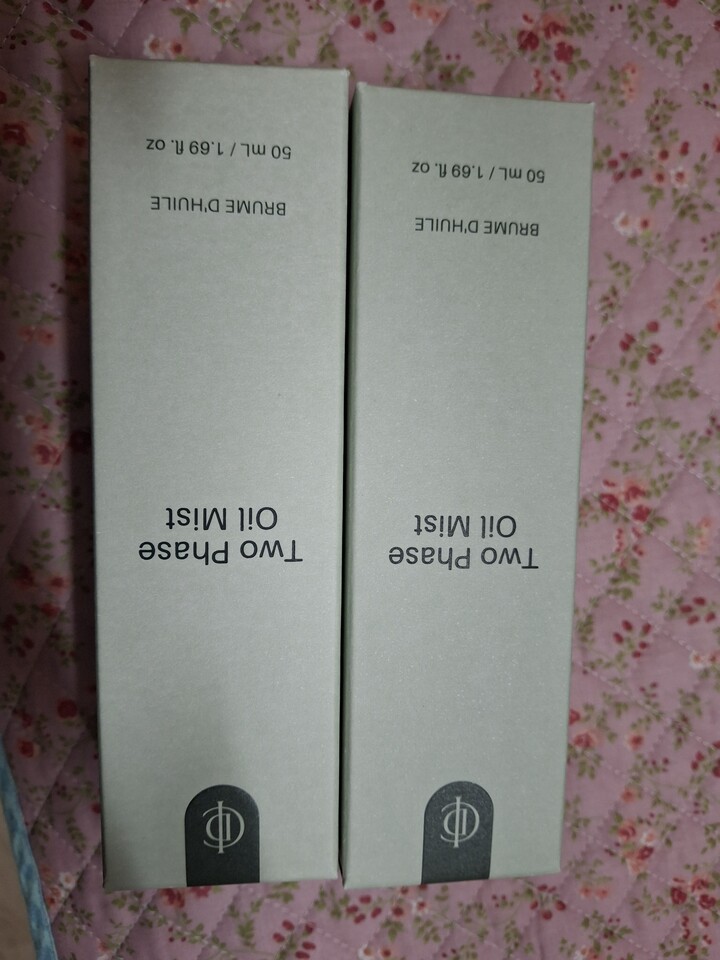 Two Phase
Oil Mist
BRUME D'HUILE
50 mL / 1.69 fl. oz
Two Phase
Oil Mist
BRUME D'HUILE
50 mL / 1.69 fl. oz